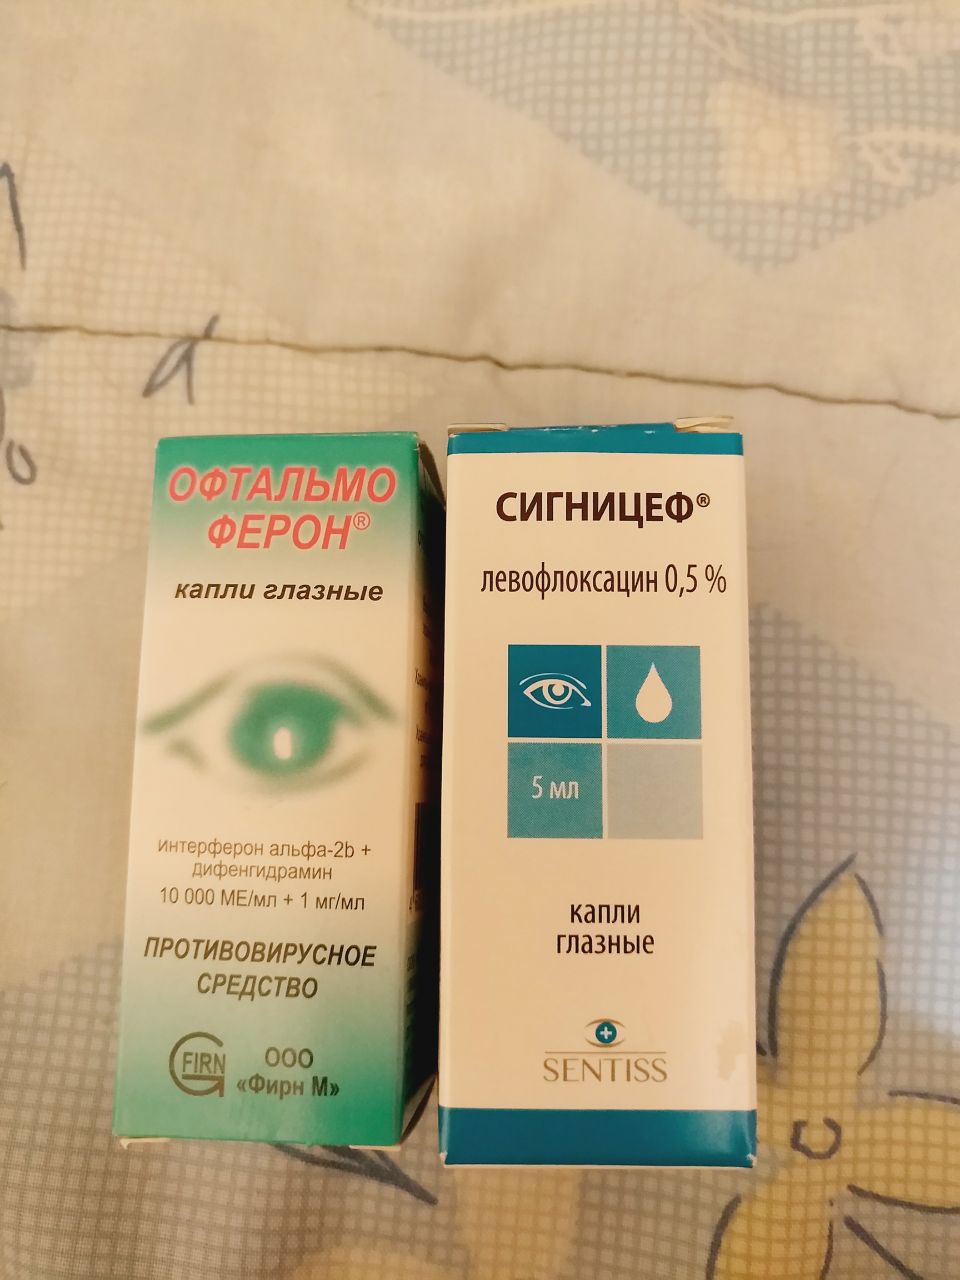 ОФТАЛЬМО
ФЕРОН®
капли глазные
интерферон альфа-2b +
дифенгидрамин
10 000 МЕ/мл + 1 мг/мл
ПРОТИВОВИРУСНОЕ
СРЕДСТВО
FIRN
ООО
«Фирн М»
СИГНИЦЕФ®
левофлоксацин 0,5 %
5 мл
капли
глазные
SENTISS